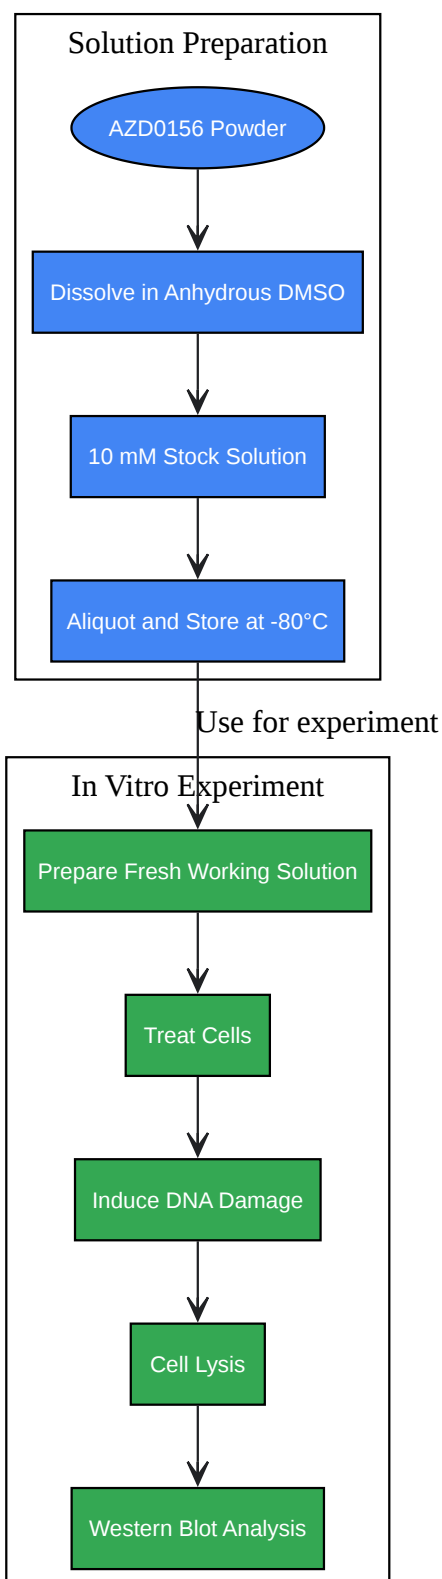 Solution Preparation
AZD0156 Powder
Dissolve in Anhydrous DMSO
10 mM Stock Solution
Aliquot and Store at -80°C
Use for experiment
In Vitro Experiment
Prepare Fresh Working Solution
Treat Cells
Induce DNA Damage
Cell Lysis
Western Blot Analysis